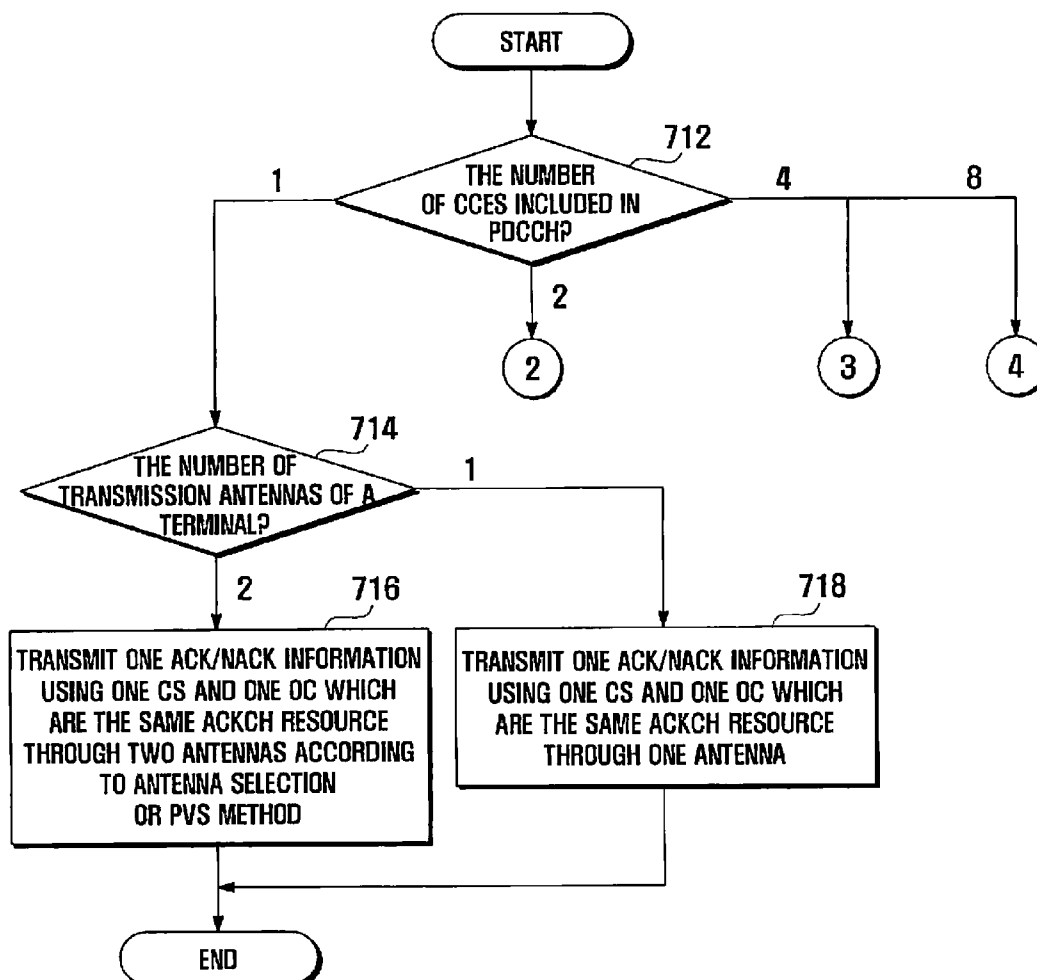 START
712
THE NUMBER
OF CCES INCLUDED IN
PDCCH?
1
4
8
2
2
3
4
714
THE NUMBER OF
TRANSMISSION ANTENNAS OF A
TERMINAL?
1
2
716
TRANSMIT ONE ACK/NACK INFORMATION
USING ONE CS AND ONE OC WHICH
ARE THE SAME ACKCH RESOURCE
THROUGH TWO ANTENNAS ACCORDING
TO ANTENNA SELECTION
OR PVS METHOD
718
TRANSMIT ONE ACK/NACK INFORMATION
USING ONE CS AND ONE OC WHICH
ARE THE SAME ACKCH RESOURCE
THROUGH ONE ANTENNA
END